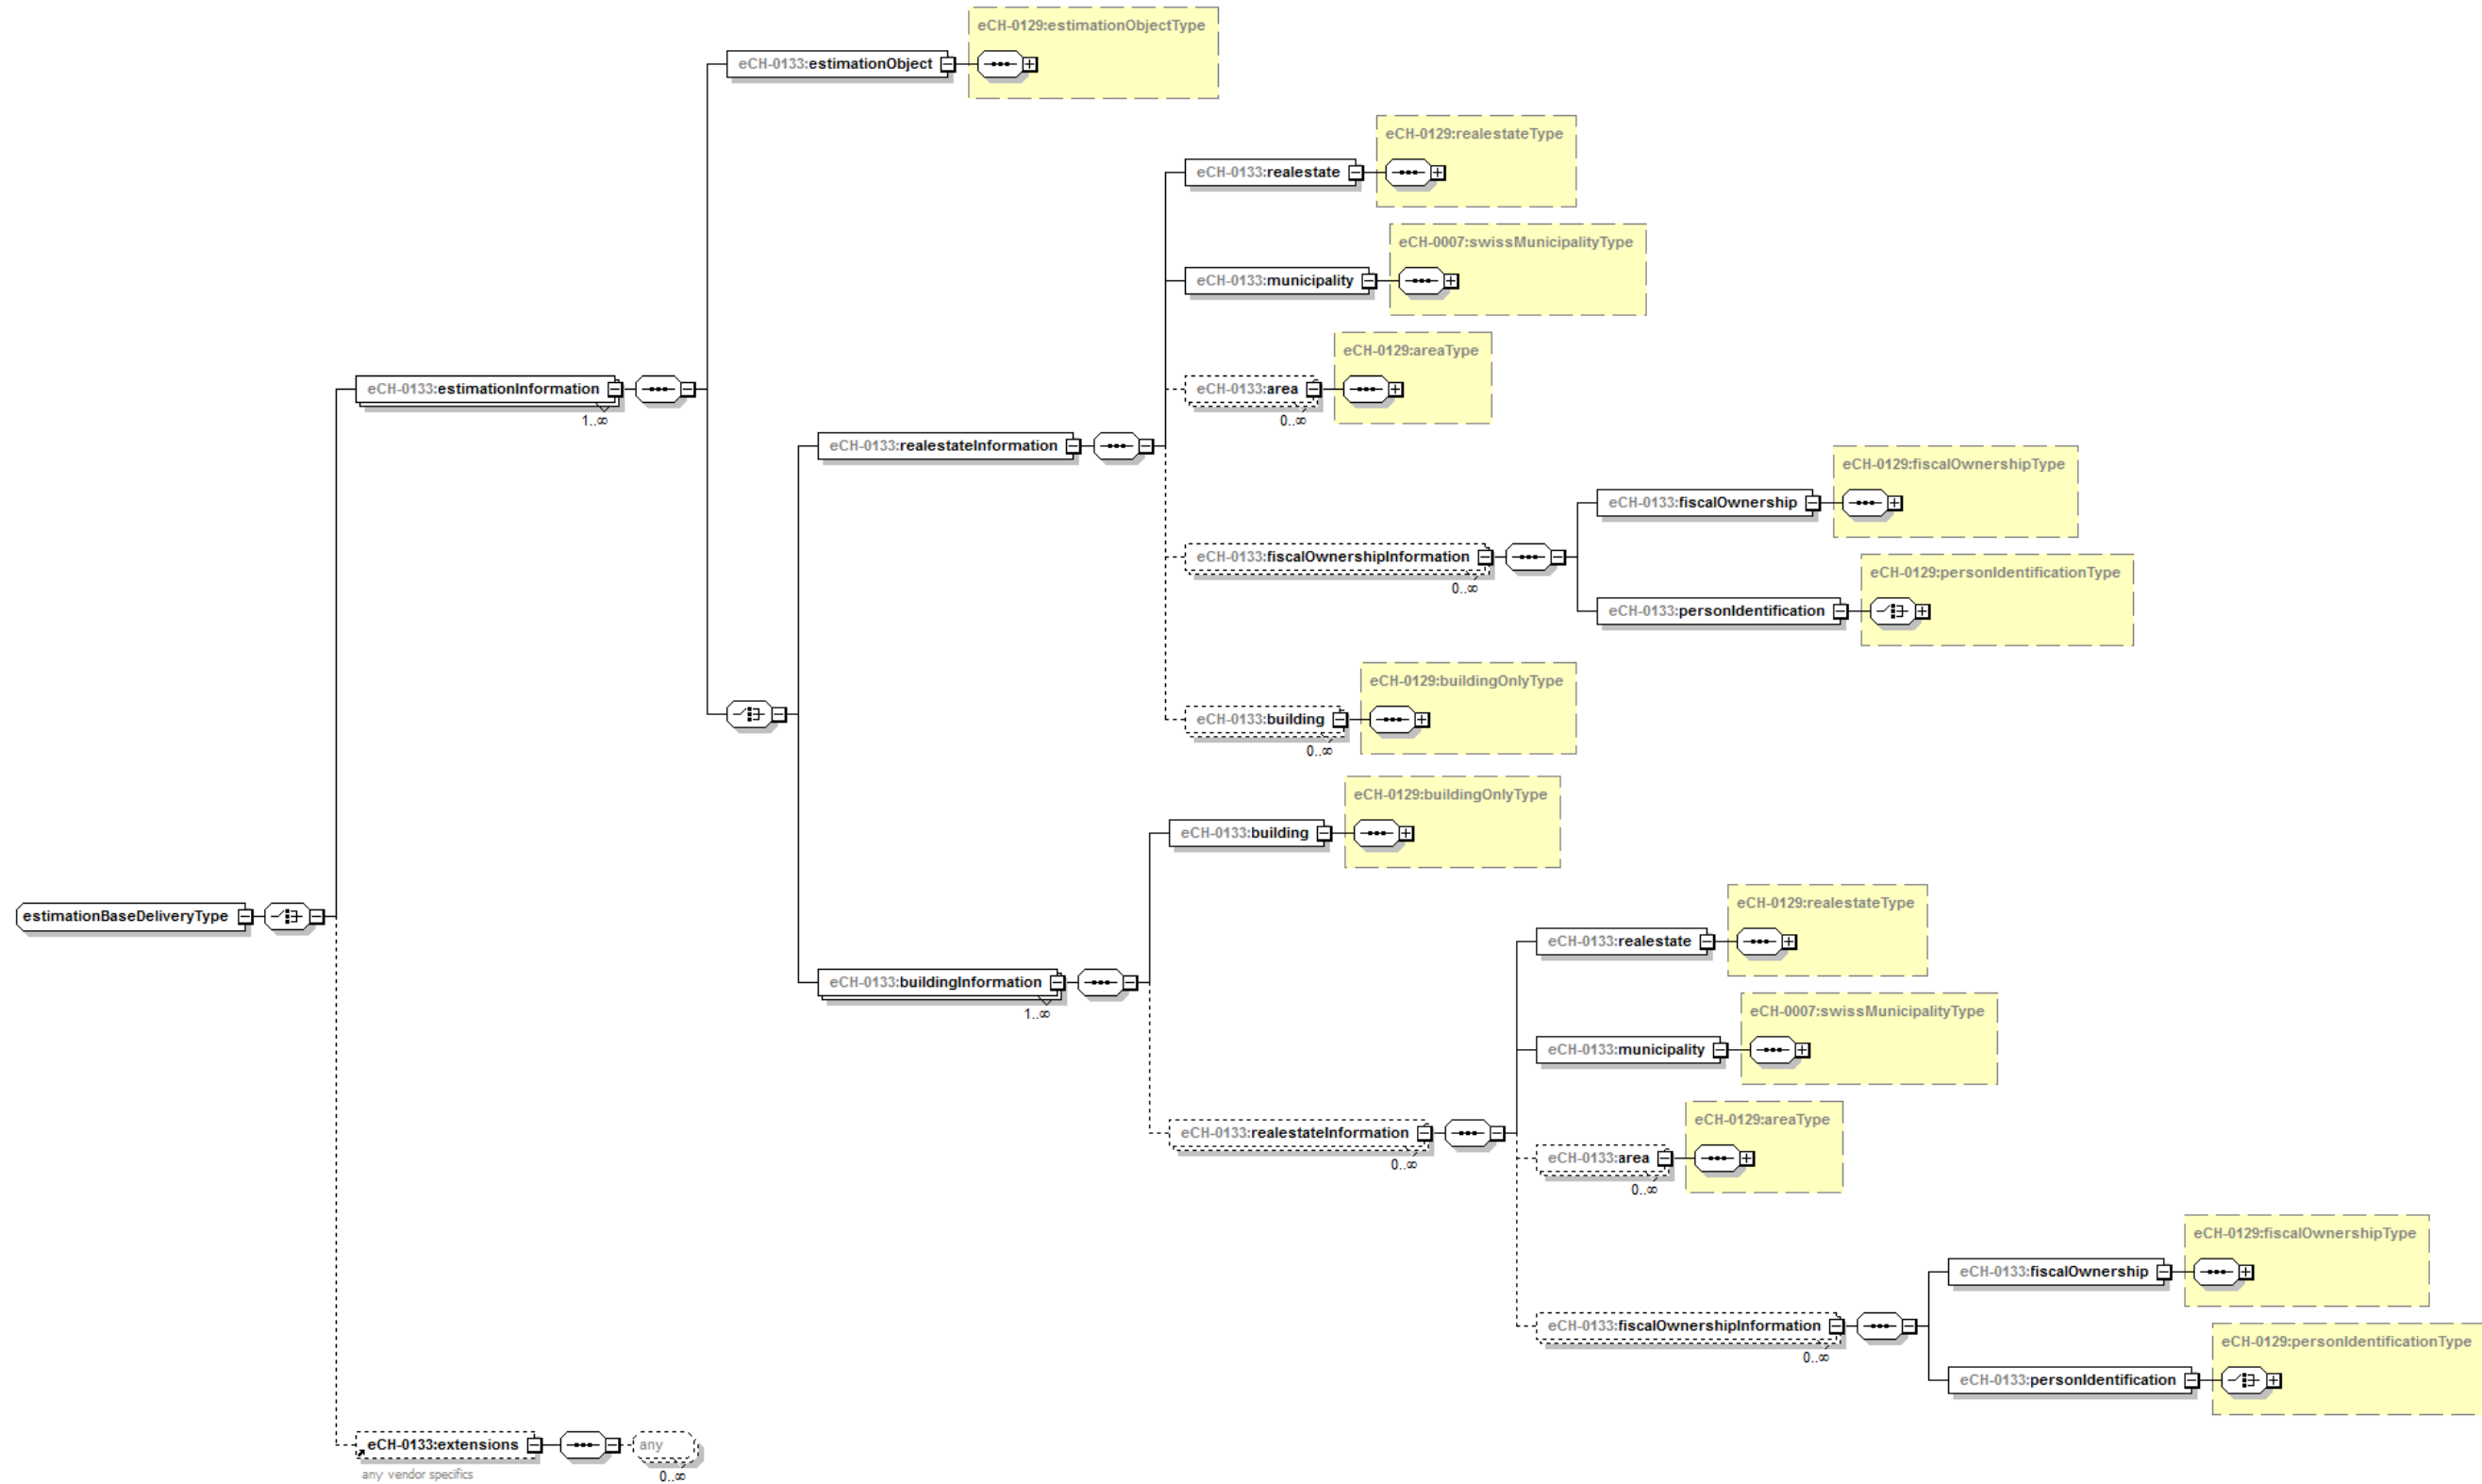 eCH-0129:estimationObjectType
eCH-0133:estimationObject
eCH-0129:realestateType
eCH-0133:realestate
eCH-0007:swissMunicipalityType
eCH-0133:municipality
eCH-0129:areaType
eCH-0133:area
0..∞
eCH-0133:estimationInformation
1..∞
eCH-0133:realestateInformation
eCH-0129:fiscalOwnershipType
eCH-0133:fiscalOwnership
eCH-0133:fiscalOwnershipInformation
0..∞
eCH-0129:personIdentificationType
eCH-0133:personIdentification
eCH-0129:buildingOnlyType
eCH-0133:building
0..∞
eCH-0129:buildingOnlyType
eCH-0133:building
estimationBaseDeliveryType
eCH-0129:realestateType
eCH-0133:realestate
eCH-0133:buildingInformation
1..∞
eCH-0007:swissMunicipalityType
eCH-0133:municipality
eCH-0133:realestateInformation
0..∞
eCH-0129:areaType
eCH-0133:area
0..∞
eCH-0129:fiscalOwnershipType
eCH-0133:fiscalOwnership
eCH-0133:fiscalOwnershipInformation
0..∞
eCH-0129:personIdentificationType
eCH-0133:personIdentification
eCH-0133:extensions
any
0..∞
any vendor specifics